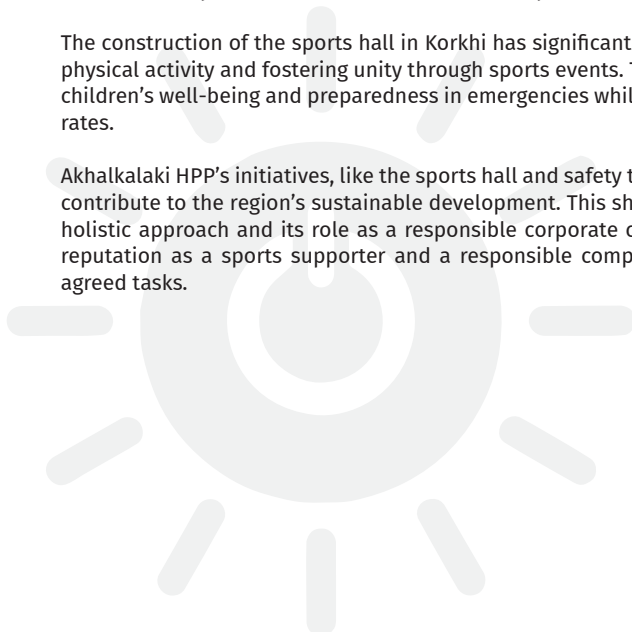 The construction of the sports hall in Korkhi has significant
physical activity and fostering unity through sports events.
children’s well-being and preparedness in emergencies whil
rates.
Akhalkalaki HPP’s initiatives, like the sports hall and safety t
contribute to the region’s sustainable development. This sh
holistic approach and its role as a responsible corporate c
reputation as a sports supporter and a responsible comp
agreed tasks.